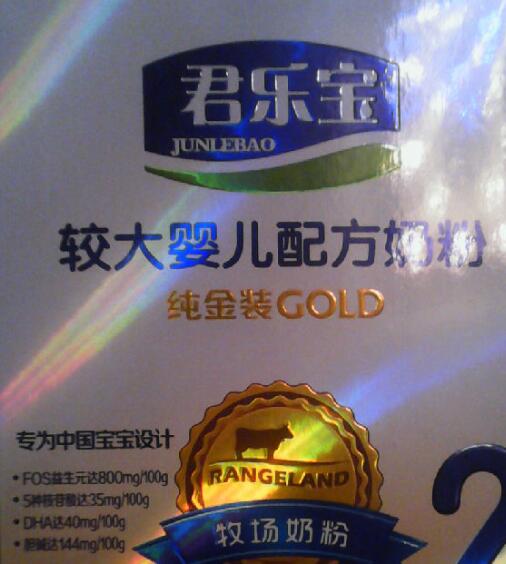 君乐宝
JUNLEBAO
较大婴儿配方奶粉
纯金装GOLD
专为中国宝宝设计
• FOS益生元达800mg/100g
• 5种核苷酸达35mg/100g
• DHA达40mg/100g
• 胆碱达144mg/100g
RANGELAND
牧场奶粉
2